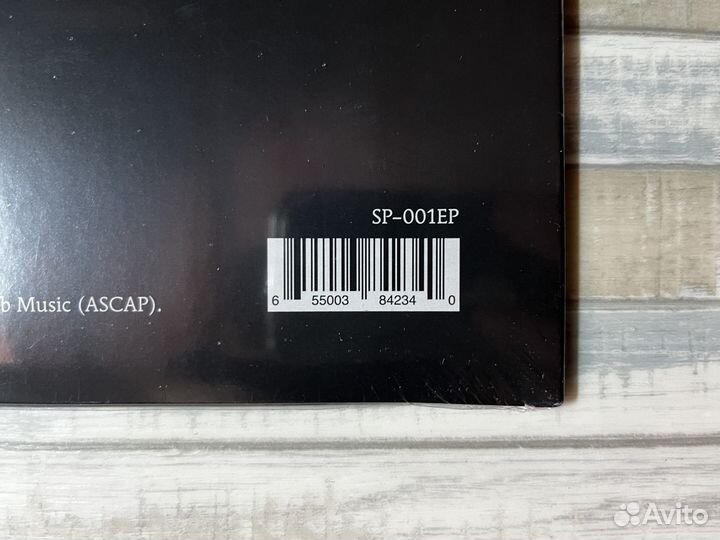 SP-001EP
6 55003 84234 0
b Music (ASCAP).
Avito